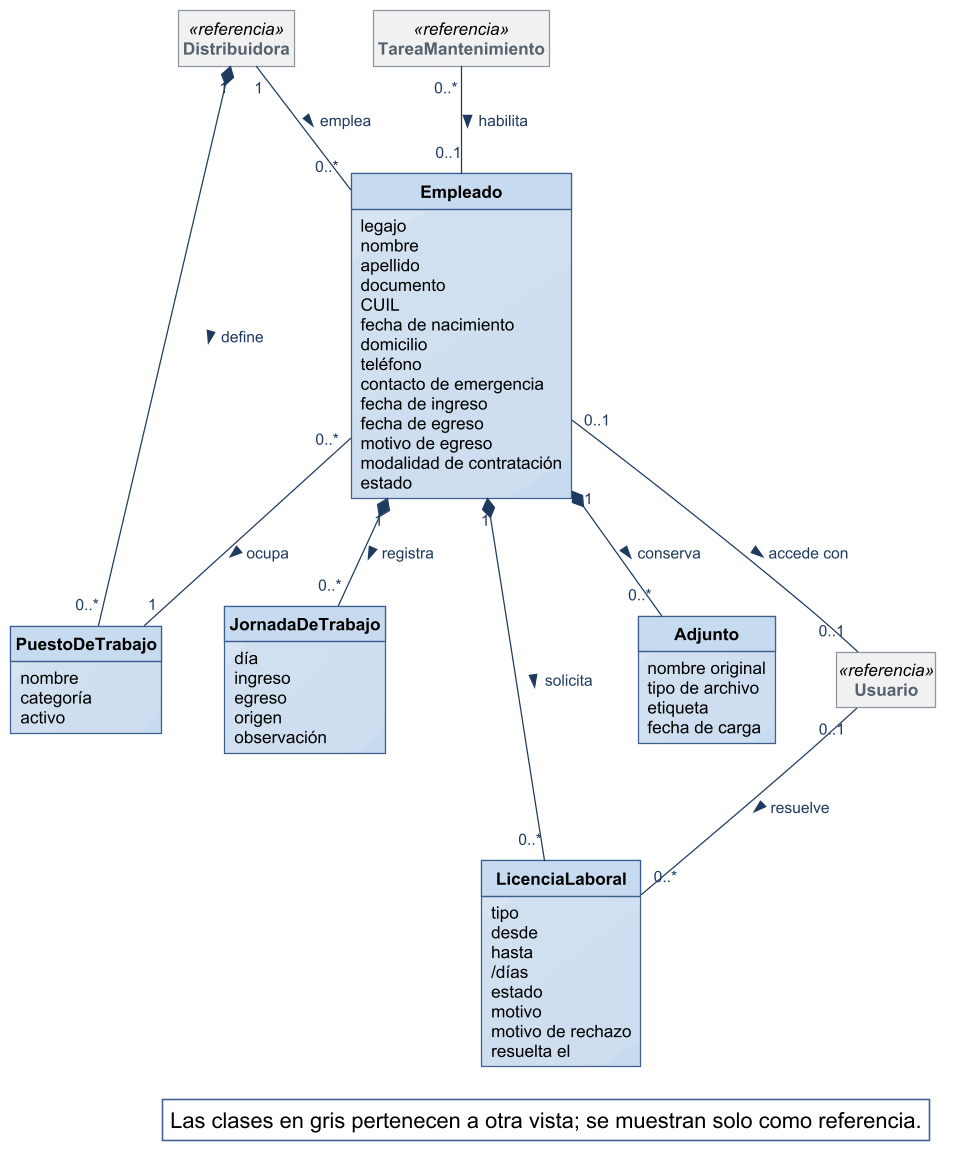 «referencia»
Distribuidora
«referencia»
TareaMantenimiento
1
1
0..*
emplea
habilita
0..*
0..1
Empleado
legajo
nombre
apellido
documento
CUIL
fecha de nacimiento
domicilio
teléfono
contacto de emergencia
fecha de ingreso
fecha de egreso
motivo de egreso
modalidad de contratación
estado
define
0..*
0..1
1
1
1
ocupa
registra
conserva
accede con
0..*
1
0..*
0..*
0..1
PuestoDeTrabajo
nombre
categoría
activo
JornadaDeTrabajo
día
ingreso
egreso
origen
observación
solicita
Adjunto
nombre original
tipo de archivo
etiqueta
fecha de carga
«referencia»
Usuario
0..1
resuelve
0..*
0..*
LicenciaLaboral
tipo
desde
hasta
/días
estado
motivo
motivo de rechazo
resuelta el
Las clases en gris pertenecen a otra vista; se muestran solo como referencia.